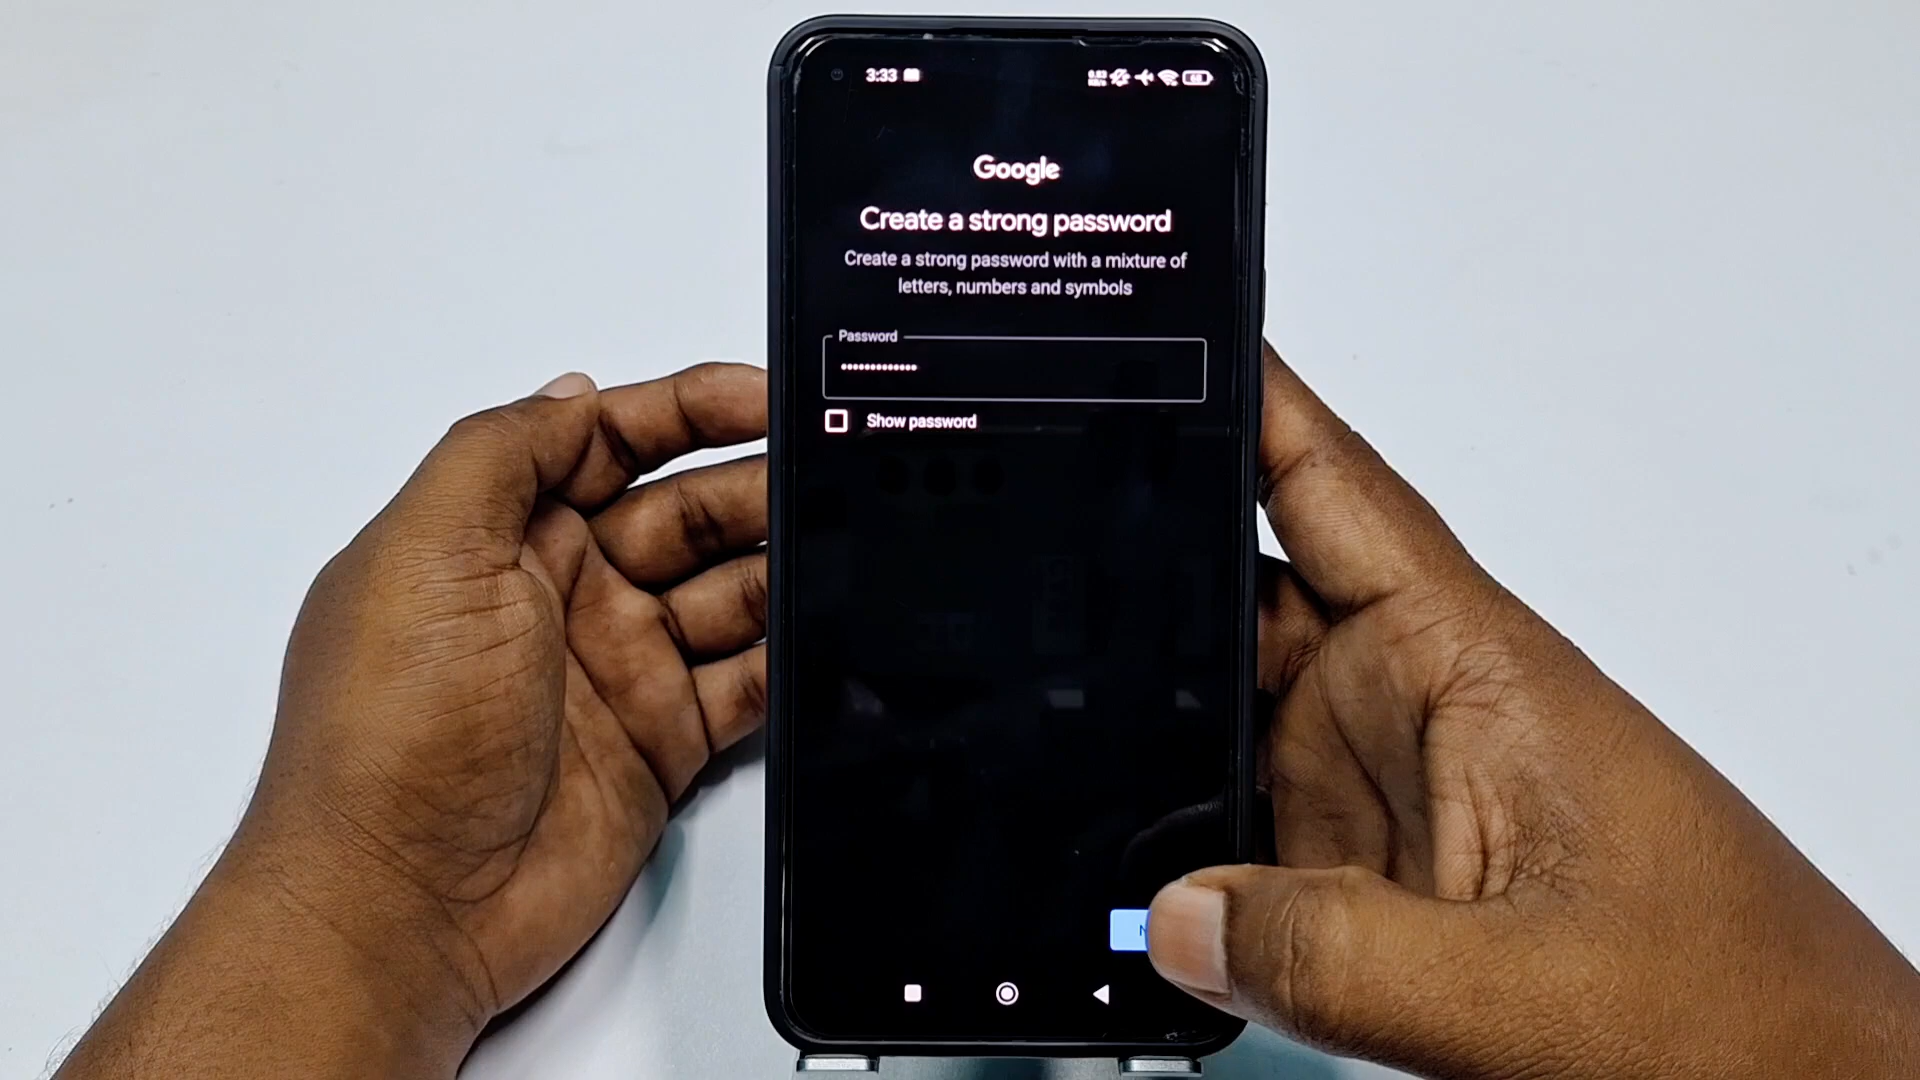 3:33
68
Google
Create a strong password
Create a strong password with a mixture of
letters, numbers and symbols
Password
Show password